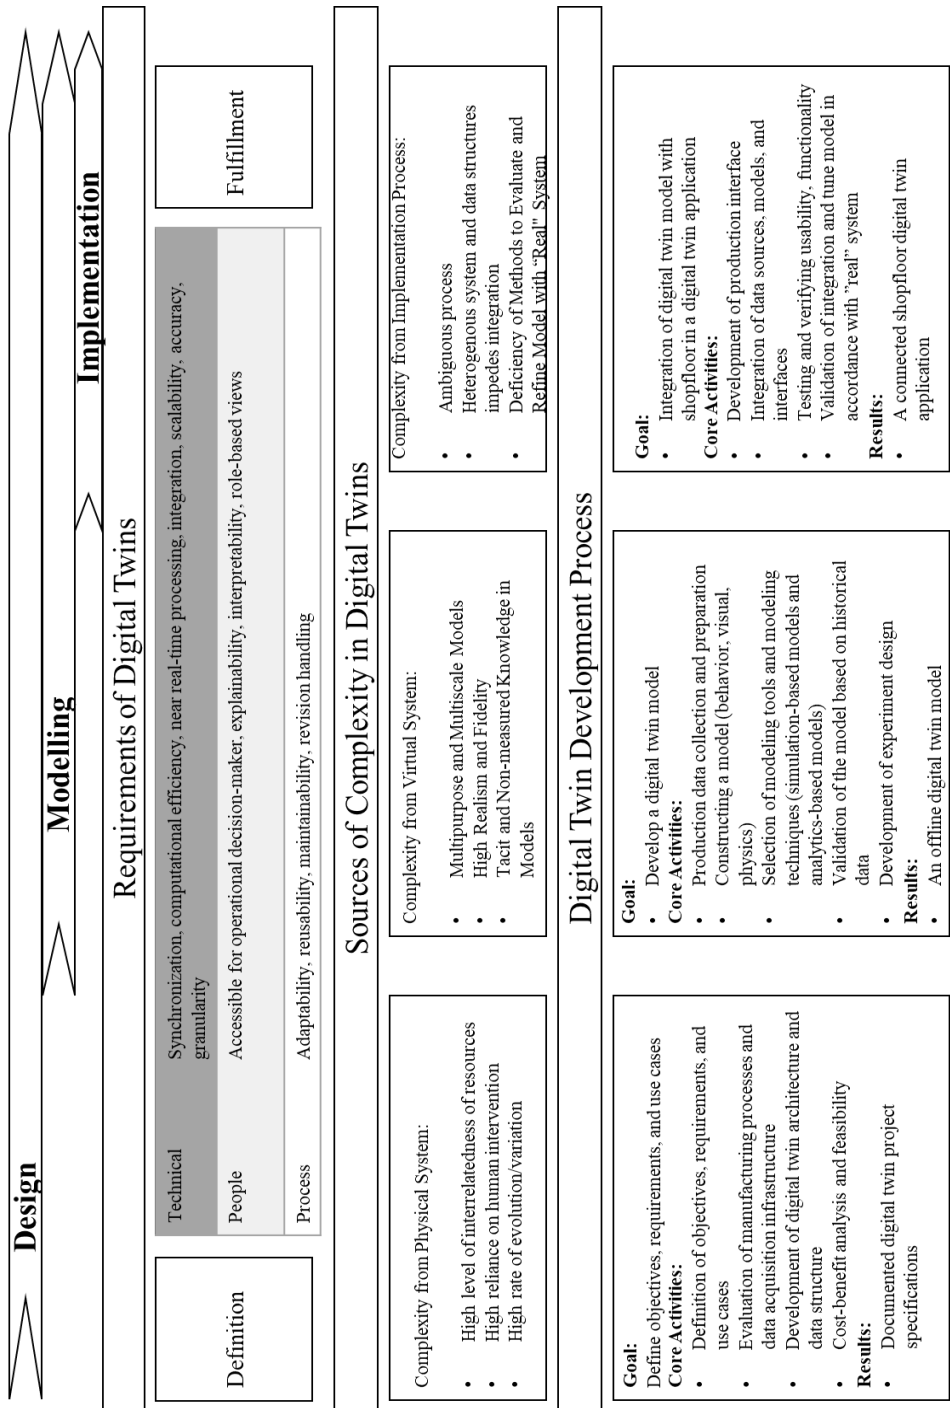 Design
Modelling
Implementation
Requirements of Digital Twins
Definition
Technical
Synchronization, computational efficiency, near real-time processing, integration, scalability, accuracy,
granularity
People
Accessible for operational decision-maker, explainability, interpretability, role-based views
Process
Adaptability, reusability, maintainability, revision handling
Fulfillment
Sources of Complexity in Digital Twins
Complexity from Physical System:
• High level of interrelatedness of resources
• High reliance on human intervention
• High rate of evolution/variation
Complexity from Virtual System:
• Multipurpose and Multiscale Models
• High Realism and Fidelity
• Tacit and Non-measured Knowledge in
Models
Complexity from Implementation Process:
• Ambiguous process
• Heterogenous system and data structures
impedes integration
• Deficiency of Methods to Evaluate and
Refine Model with "Real" System
Digital Twin Development Process
Goal:
Define objectives, requirements, and use cases
Core Activities:
• Definition of objectives, requirements, and
use cases
• Evaluation of manufacturing processes and
data acquisition infrastructure
• Development of digital twin architecture and
data structure
• Cost-benefit analysis and feasibility
Results:
• Documented digital twin project
specifications
Goal:
• Develop a digital twin model
Core Activities:
• Production data collection and preparation
• Constructing a model (behavior, visual,
physics)
• Selection of modeling tools and modeling
techniques (simulation-based models and
analytics-based models)
• Validation of the model based on historical
data
• Development of experiment design
Results:
• An offline digital twin model
Goal:
• Integration of digital twin model with
shopfloor in a digital twin application
Core Activities:
• Development of production interface
• Integration of data sources, models, and
interfaces
• Testing and verifying usability, functionality
• Validation of integration and tune model in
accordance with ”real” system
Results:
• A connected shopfloor digital twin
application